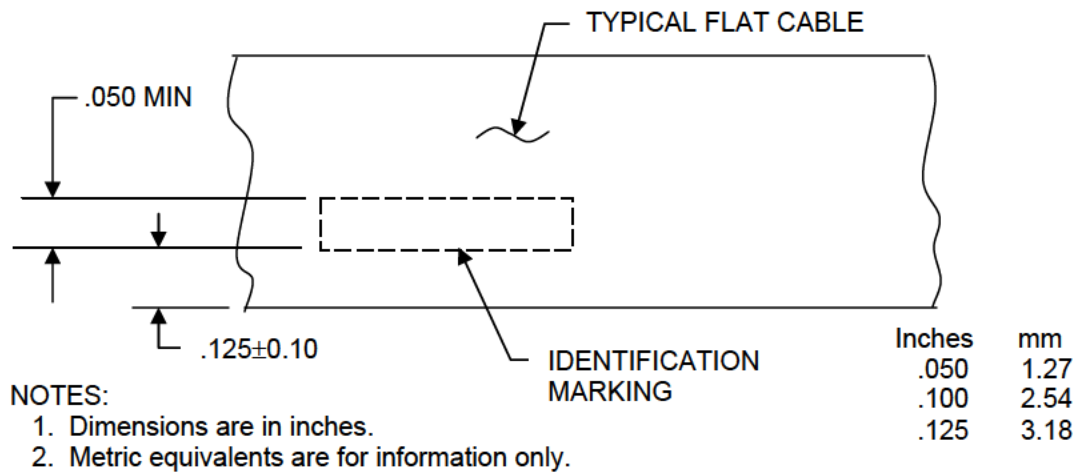 TYPICAL FLAT CABLE
.050 MIN
.125±0.10
IDENTIFICATION
MARKING
Inches mm
.050 1.27
.100 2.54
.125 3.18
NOTES:
1. Dimensions are in inches.
2. Metric equivalents are for information only.